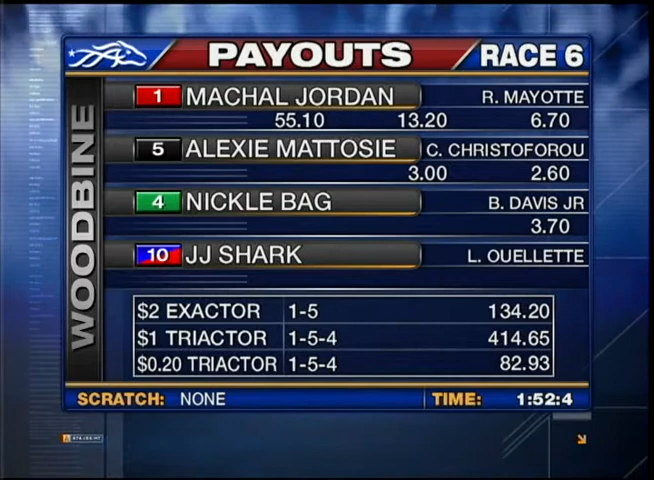 PAYOUTS RACE 6
WOODBINE
1 MACHAL JORDAN R. MAYOTTE
55.10 13.20 6.70
5 ALEXIE MATTOSIE C. CHRISTOFOROU
3.00 2.60
4 NICKLE BAG B. DAVIS JR
3.70
10 JJ SHARK L. OUELLETTE
$2 EXACTOR 1-5 134.20
$1 TRIACTOR 1-5-4 414.65
$0.20 TRIACTOR 1-5-4 82.93
SCRATCH: NONE TIME: 1:52:4